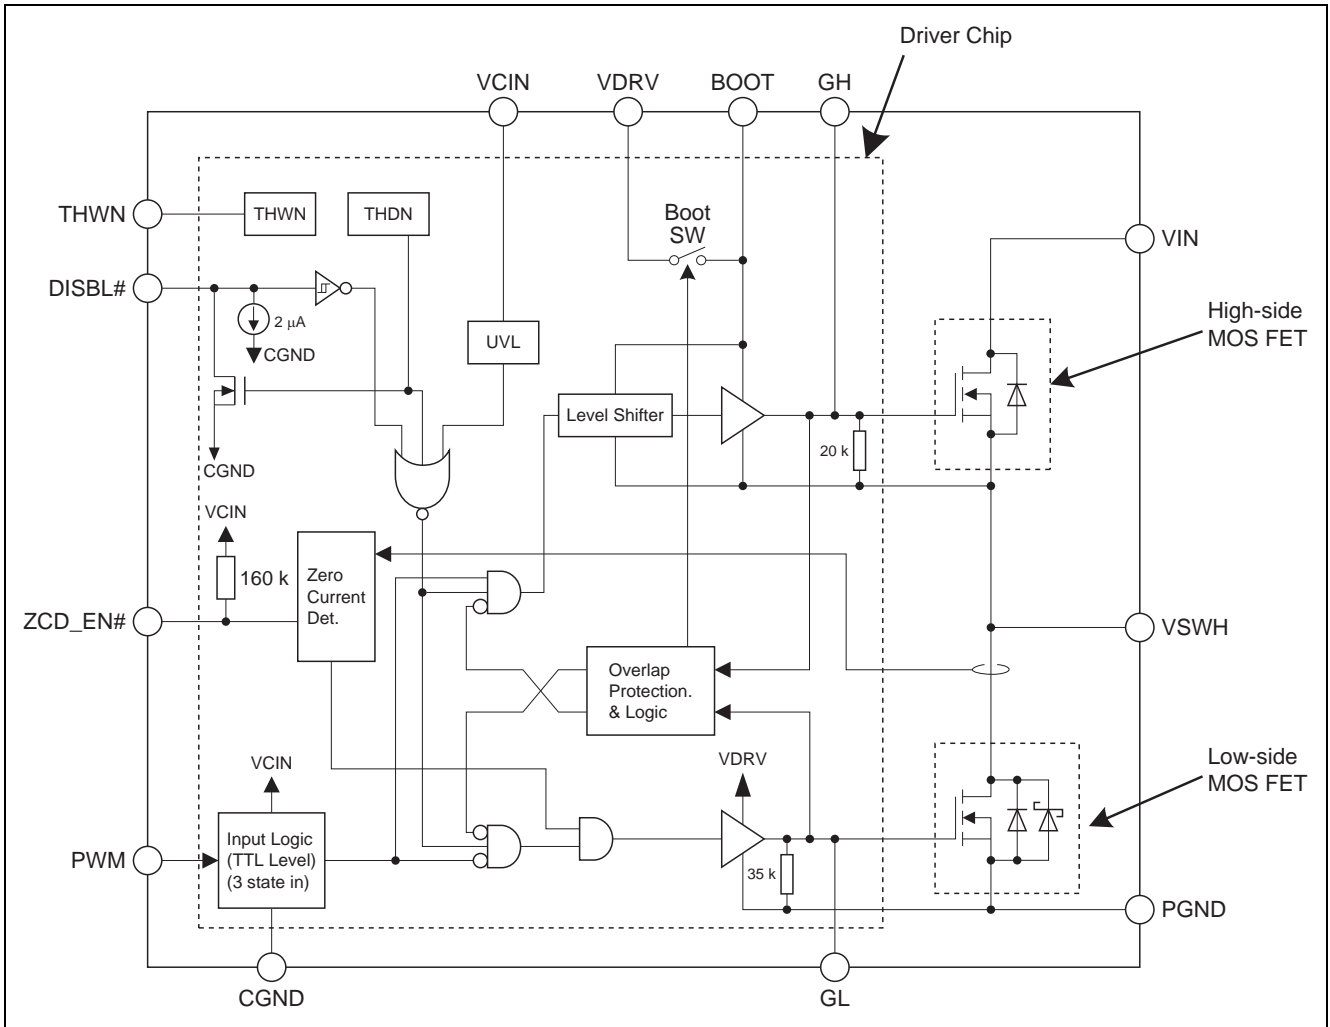 Driver Chip
VCIN
VDRV
BOOT
GH
THWN
THWN
THDN
Boot
SW
VIN
DISBL#
2 μA
CGND
UVL
High-side
MOS FET
Level Shifter
20 k
CGND
VCIN
160 k
Zero
Current
Det.
ZCD_EN#
VSWH
Overlap
Protection.
& Logic
VCIN
VDRV
Low-side
MOS FET
Input Logic
(TTL Level)
(3 state in)
PWM
35 k
PGND
CGND
GL